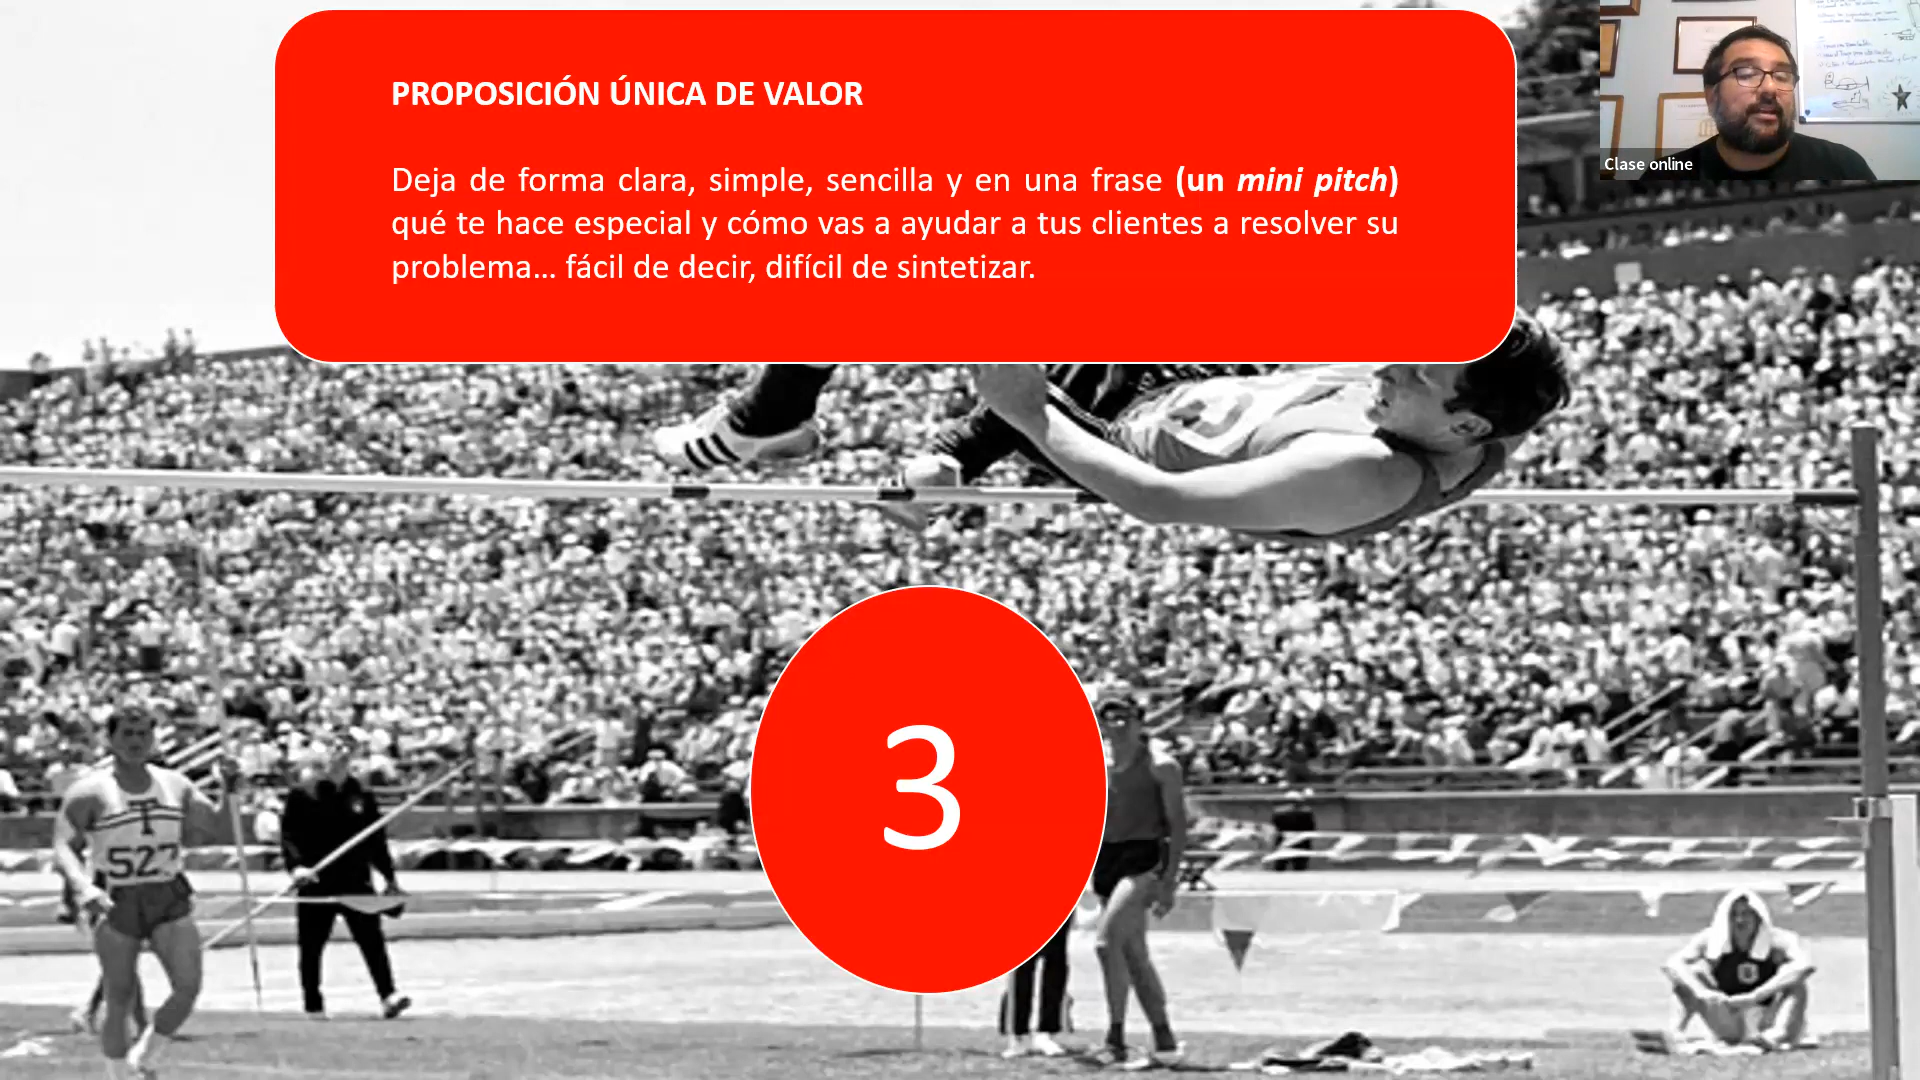 PROPOSICIÓN ÚNICA DE VALOR
Deja de forma clara, simple, sencilla y en una frase (un mini pitch)
qué te hace especial y cómo vas a ayudar a tus clientes a resolver su
problema... fácil de decir, difícil de sintetizar.
Clase online
3
T
527